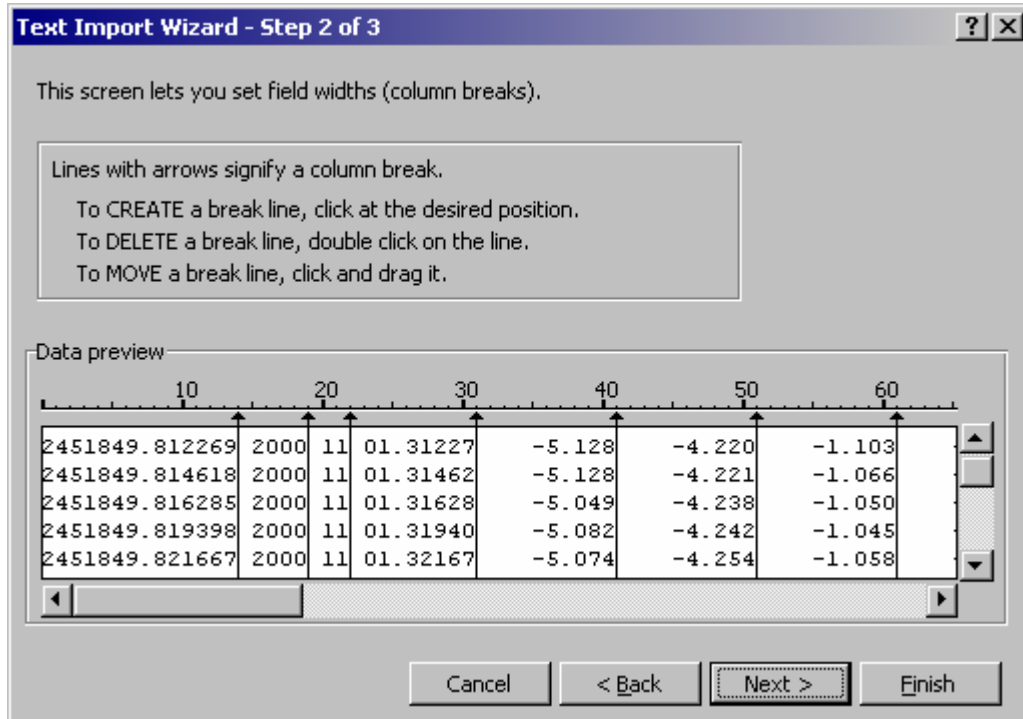 Text Import Wizard - Step 2 of 3
This screen lets you set field widths (column breaks).
Lines with arrows signify a column break.
To CREATE a break line, click at the desired position.
To DELETE a break line, double click on the line.
To MOVE a break line, click and drag it.
Data preview
10 20 30 40 50 60
2451849.812269 2000 11 01.31227 -5.128 -4.220 -1.103
2451849.814618 2000 11 01.31462 -5.128 -4.221 -1.066
2451849.816285 2000 11 01.31628 -5.049 -4.238 -1.050
2451849.819398 2000 11 01.31940 -5.082 -4.242 -1.045
2451849.821667 2000 11 01.32167 -5.074 -4.254 -1.058
Cancel < Back Next > Finish